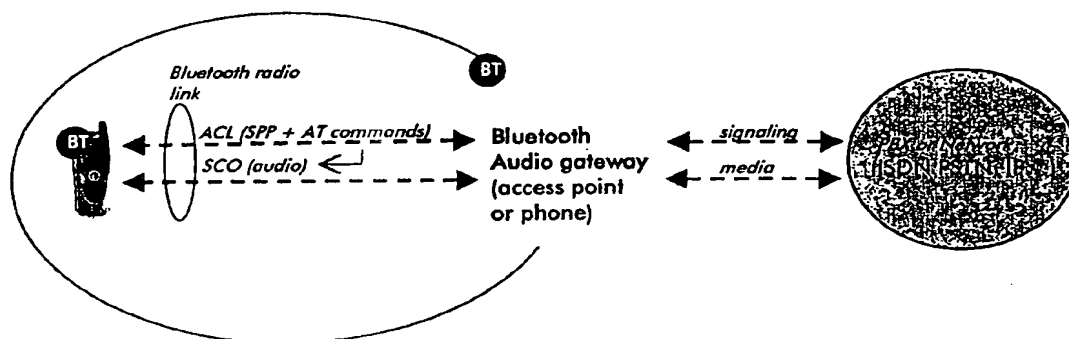 BT
Bluetooth radio
link
BT
ACL (SPP + AT commands)
SCO (audio)
Bluetooth
Audio gateway
(access point
or phone)
signaling
media